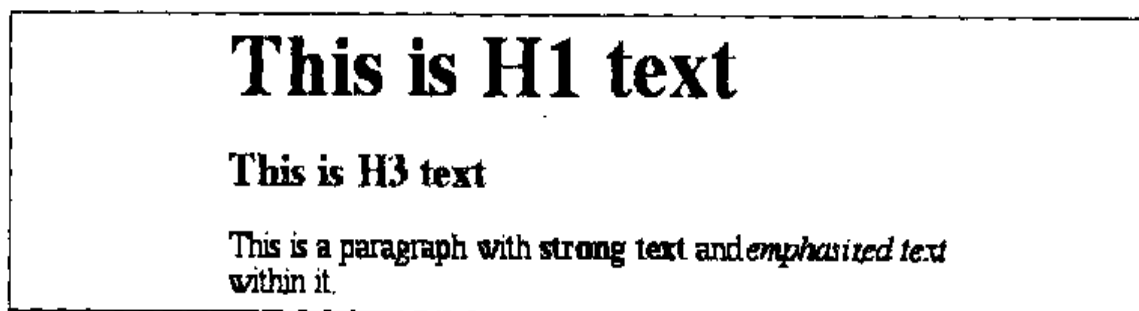 This is H1 text
This is H3 text
This is a paragraph with strong text and emphasized text
within it.